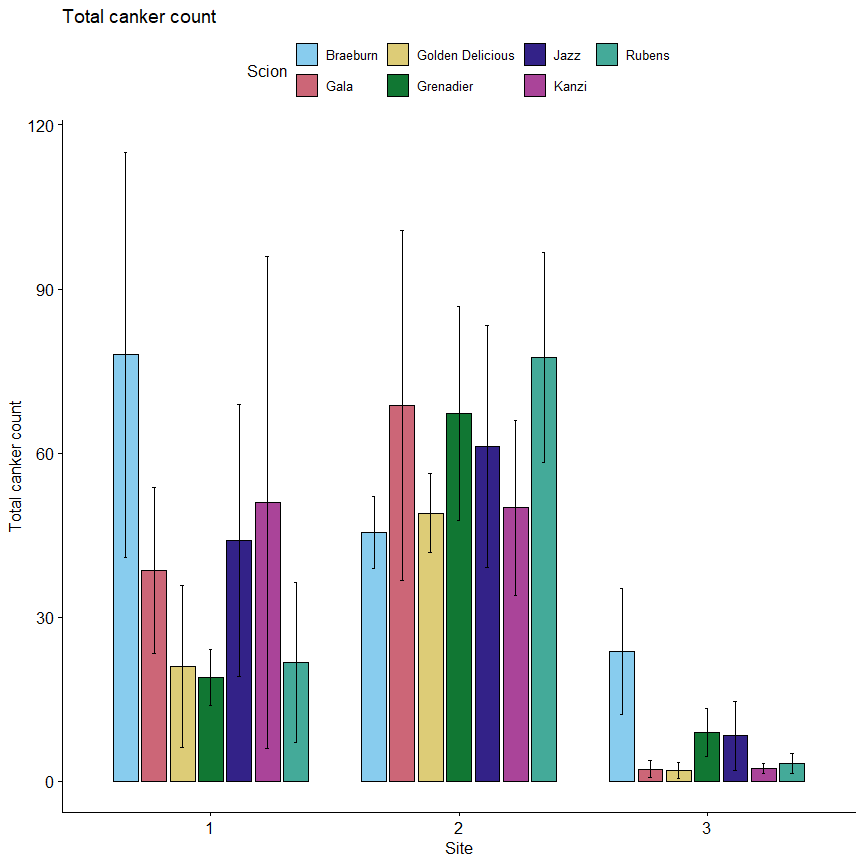 Total canker count
Scion
Braeburn
Golden Delicious
Jazz
Rubens
Gala
Grenadier
Kanzi
120
90
60
30
0
Total canker count
1
2
3
Site